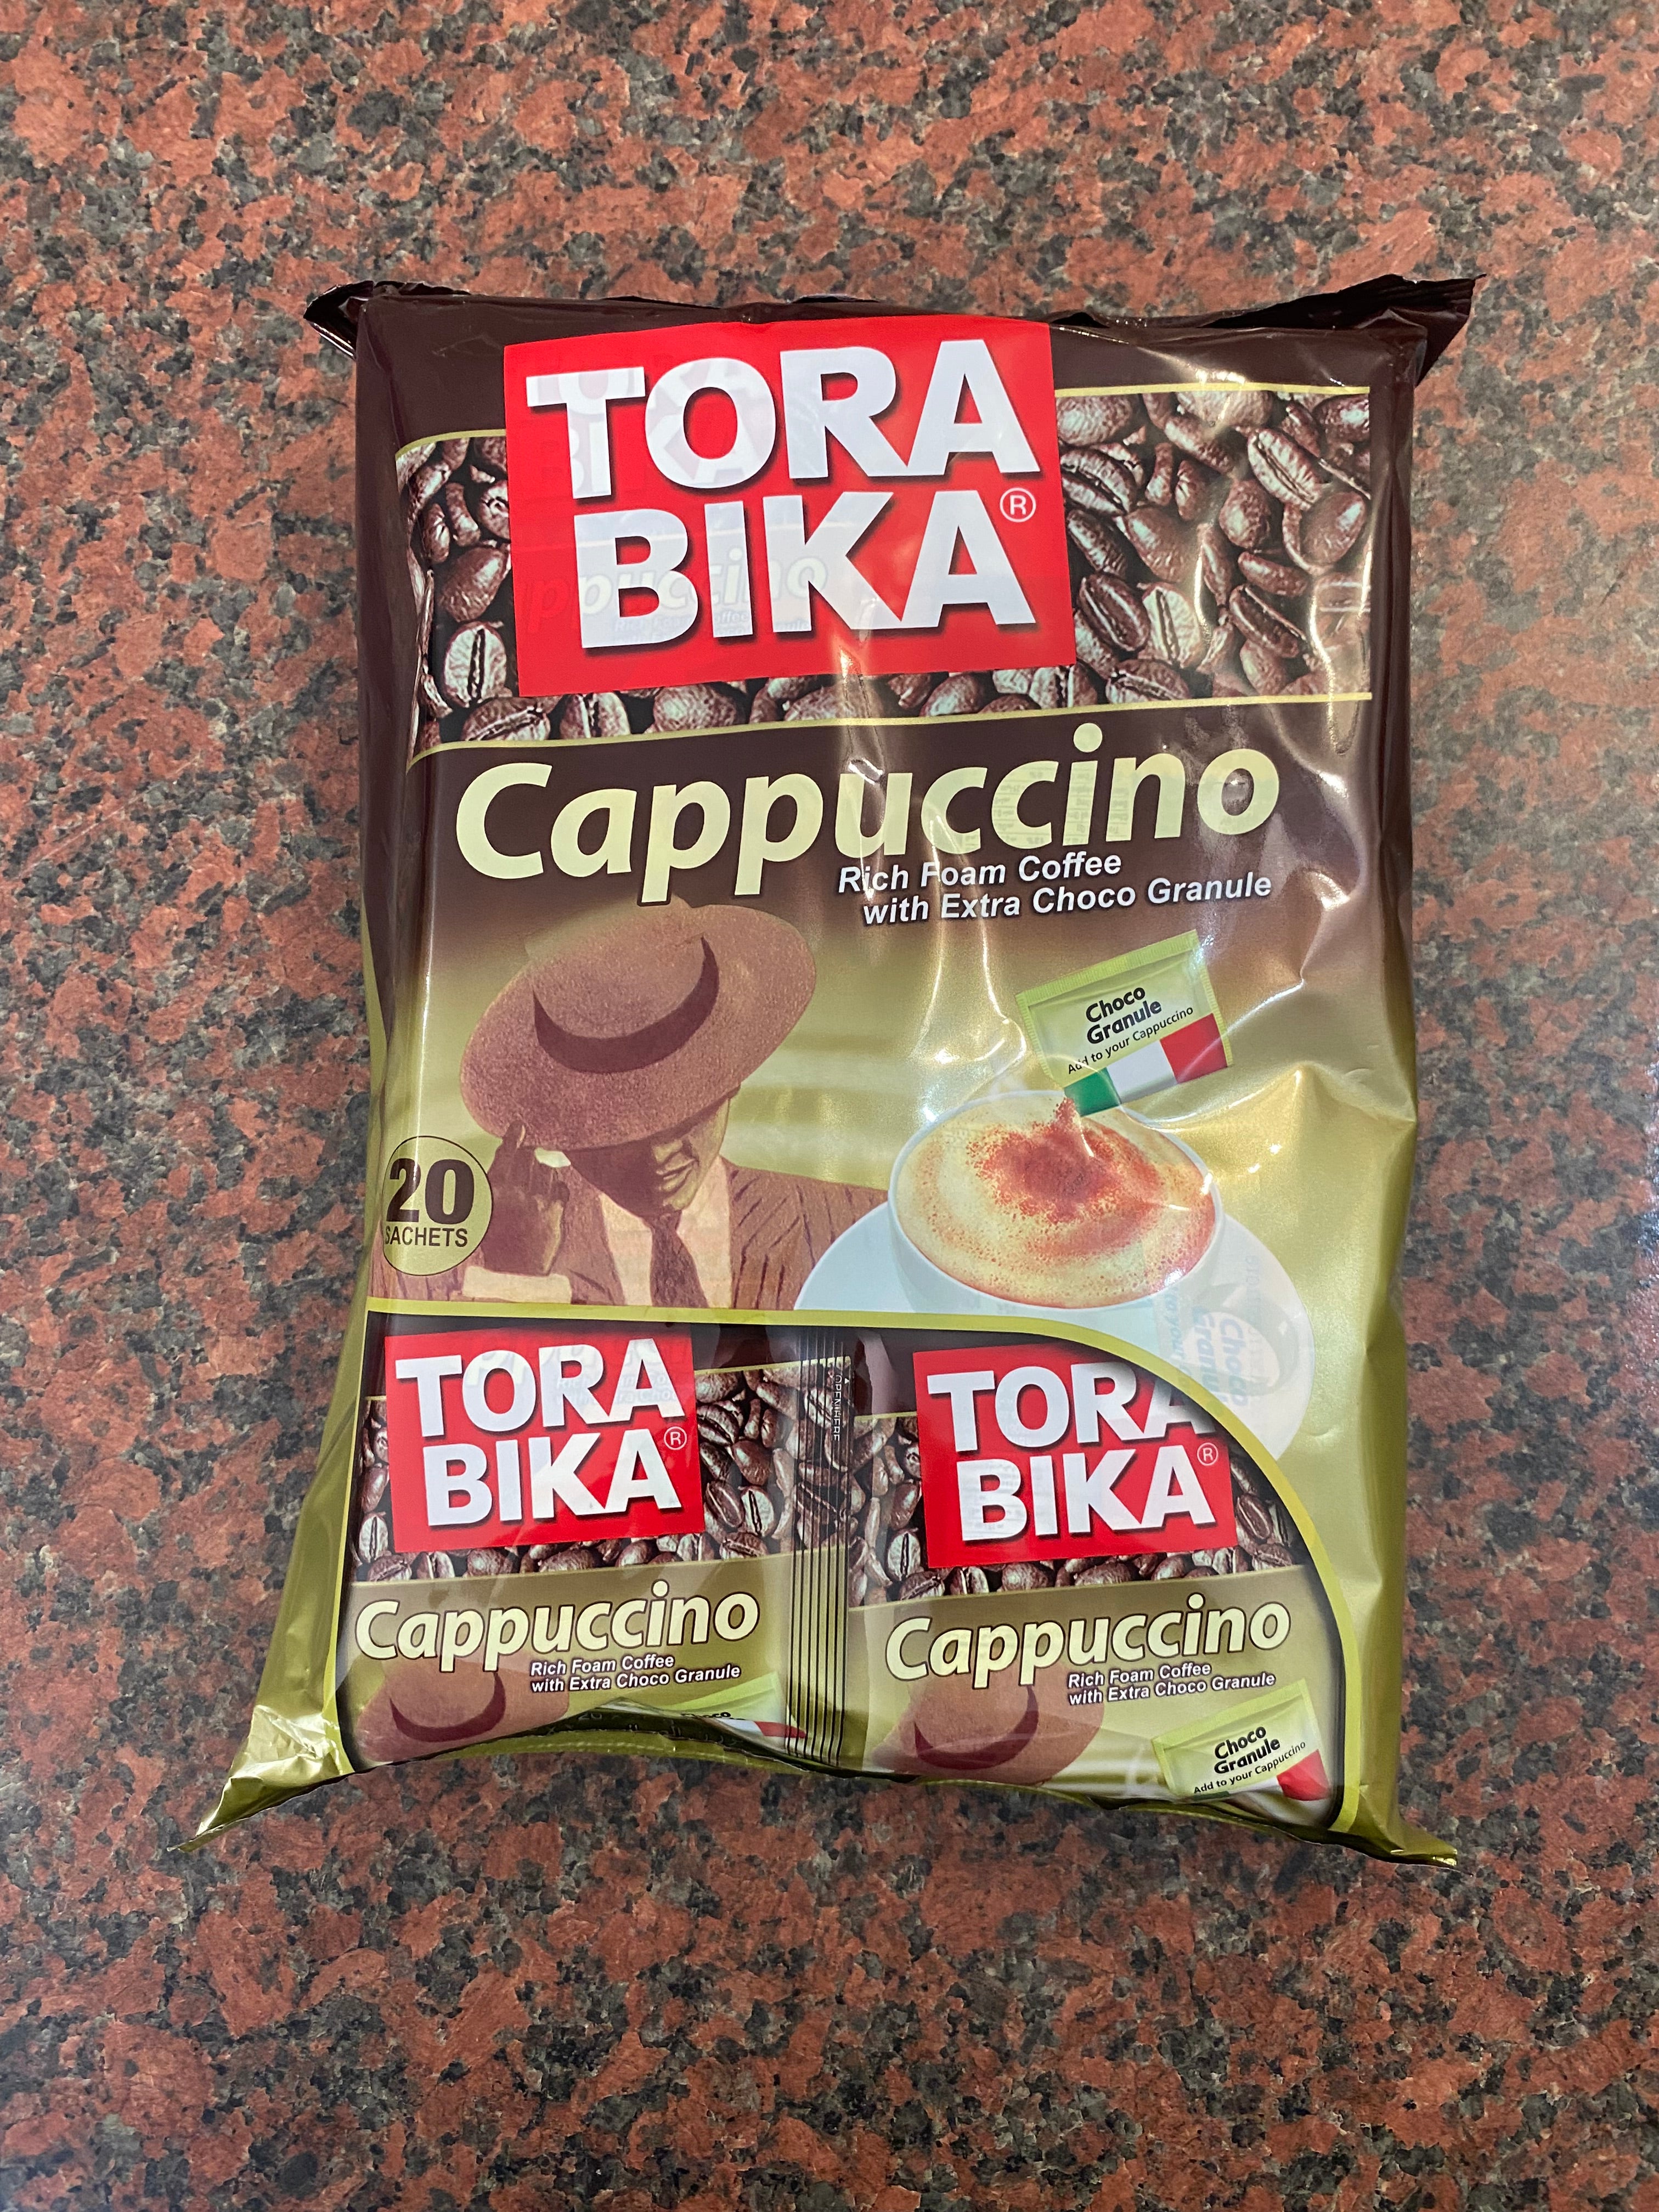 TORA
BIKA®
Cappuccino
Rich Foam Coffee
with Extra Choco Granule
Choco
Granule
Add to your Cappuccino
20
SACHETS
TORA
BIKA®
Cappuccino
Rich Foam Coffee
with Extra Choco Granule
OPEN HERE
TORA
BIKA®
Cappuccino
Rich Foam Coffee
with Extra Choco Granule
Choco
Granule
Add to your Cappuccino